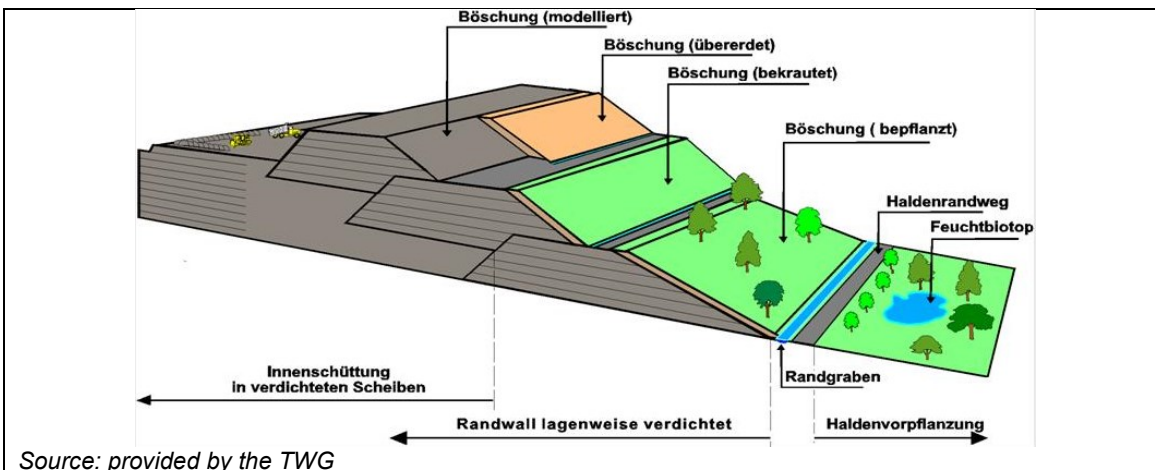 Böschung (modelliert)
Böschung (übererdet)
Böschung (bekrautet)
Böschung ( bepflanzt)
Haldenrandweg
Feuchtbiotop
Randgraben
Innenschüttung
in verdichteten Scheiben
Randwall lagenweise verdichtet
Haldenvorpflanzung
Source: provided by the TWG